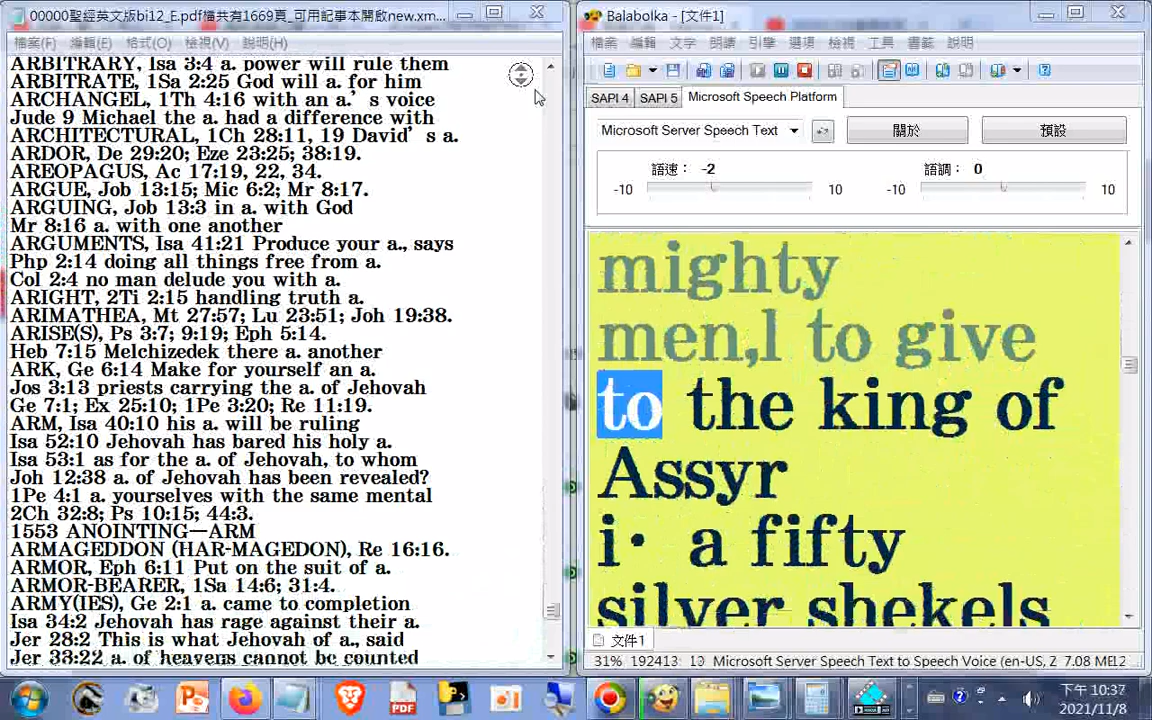 00000聖經英文版bi12_E.pdf檔共有1669頁_可用記事本開啟new.xm...
檔案(F) 編輯(E) 格式(O) 檢視(V) 說明(H)
ARBITRARY, Isa 3:4 a. power will rule them
ARBITRATE, 1Sa 2:25 God will a. for him
ARCHANGEL, 1Th 4:16 with an a.’s voice
Jude 9 Michael the a. had a difference with
ARCHITECTURAL, 1Ch 28:11, 19 David’s a.
ARDOR, De 29:20; Eze 23:25; 38:19.
AREOPAGUS, Ac 17:19, 22, 34.
ARGUE, Job 13:15; Mic 6:2; Mr 8:17.
ARGUING, Job 13:3 in a. with God
Mr 8:16 a. with one another
ARGUMENTS, Isa 41:21 Produce your a., says
Php 2:14 doing all things free from a.
Col 2:4 no man delude you with a.
ARIGHT, 2Ti 2:15 handling truth a.
ARIMATHEA, Mt 27:57; Lu 23:51; Joh 19:38.
ARISE(S), Ps 3:7; 9:19; Eph 5:14.
Heb 7:15 Melchizedek there a. another
ARK, Ge 6:14 Make for yourself an a.
Jos 3:13 priests carrying the a. of Jehovah
Ge 7:1; Ex 25:10; 1Pe 3:20; Re 11:19.
ARM, Isa 40:10 his a. will be ruling
Isa 52:10 Jehovah has bared his holy a.
Isa 53:1 as for the a. of Jehovah, to whom
Joh 12:38 a. of Jehovah has been revealed?
1Pe 4:1 a. yourselves with the same mental
2Ch 32:8; Ps 10:15; 44:3.
1553 ANOINTING—ARM
ARMAGEDDON (HAR-MAGEDON), Re 16:16.
ARMOR, Eph 6:11 Put on the suit of a.
ARMOR-BEARER, 1Sa 14:6; 31:4.
ARMY(IES), Ge 2:1 a. came to completion
Isa 34:2 Jehovah has rage against their a.
Jer 28:2 This is what Jehovah of a., said
Jer 33:22 a. of heavens cannot be counted
Balabolka - [文件1]
檔案 編輯 文字 朗讀 引擎 選項 檢視 工具 書籤 說明
SAPI 4 SAPI 5 Microsoft Speech Platform
Microsoft Server Speech Text 關於 預設
語速: -2 語調: 0
-10 10 -10 10
mighty
men,l to give
to the king of
Assyr
i· a fifty
silver shekels
文件1
31% 192413: Microsoft Server Speech Text to Speech Voice (en-US, Z 7.08 ME
PDF
下午 10:37
2021/11/8